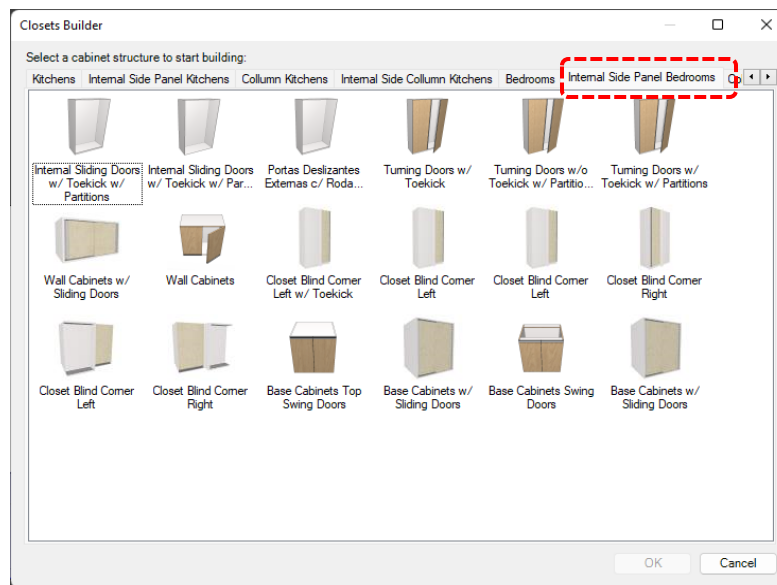 Closets Builder
Select a cabinet structure to start building:
Kitchens Internal Side Panel Kitchens Collumn Kitchens Internal Side Collumn Kitchens Bedrooms Internal Side Panel Bedrooms
Internal Sliding Doors w/ Toekick w/ Partitions
Internal Sliding Doors w/ Toekick w/ Par...
Portas Deslizantes Externas c/ Roda...
Turning Doors w/ Toekick
Turning Doors w/o Toekick w/ Partitio...
Turning Doors w/ Toekick w/ Partitions
Wall Cabinets w/ Sliding Doors
Wall Cabinets
Closet Blind Corner Left w/ Toekick
Closet Blind Corner Left
Closet Blind Corner Left
Closet Blind Corner Right
Closet Blind Corner Left
Closet Blind Corner Right
Base Cabinets Top Swing Doors
Base Cabinets w/ Sliding Doors
Base Cabinets Swing Doors
Base Cabinets w/ Sliding Doors
OK Cancel